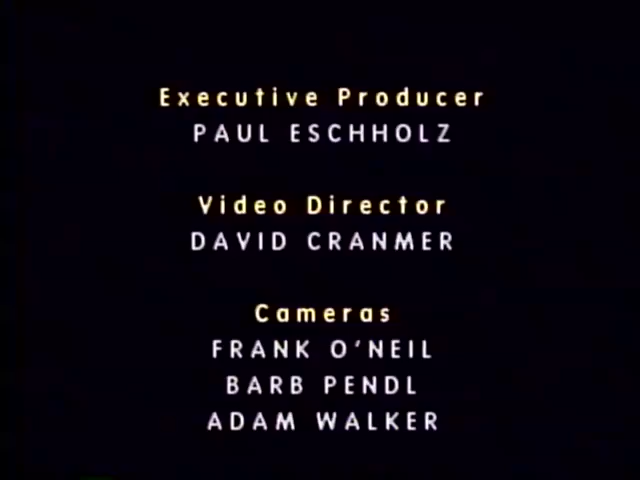 Executive Producer
PAUL ESCHHOLZ
Video Director
DAVID CRANMER
Cameras
FRANK O'NEIL
BARB PENDL
ADAM WALKER